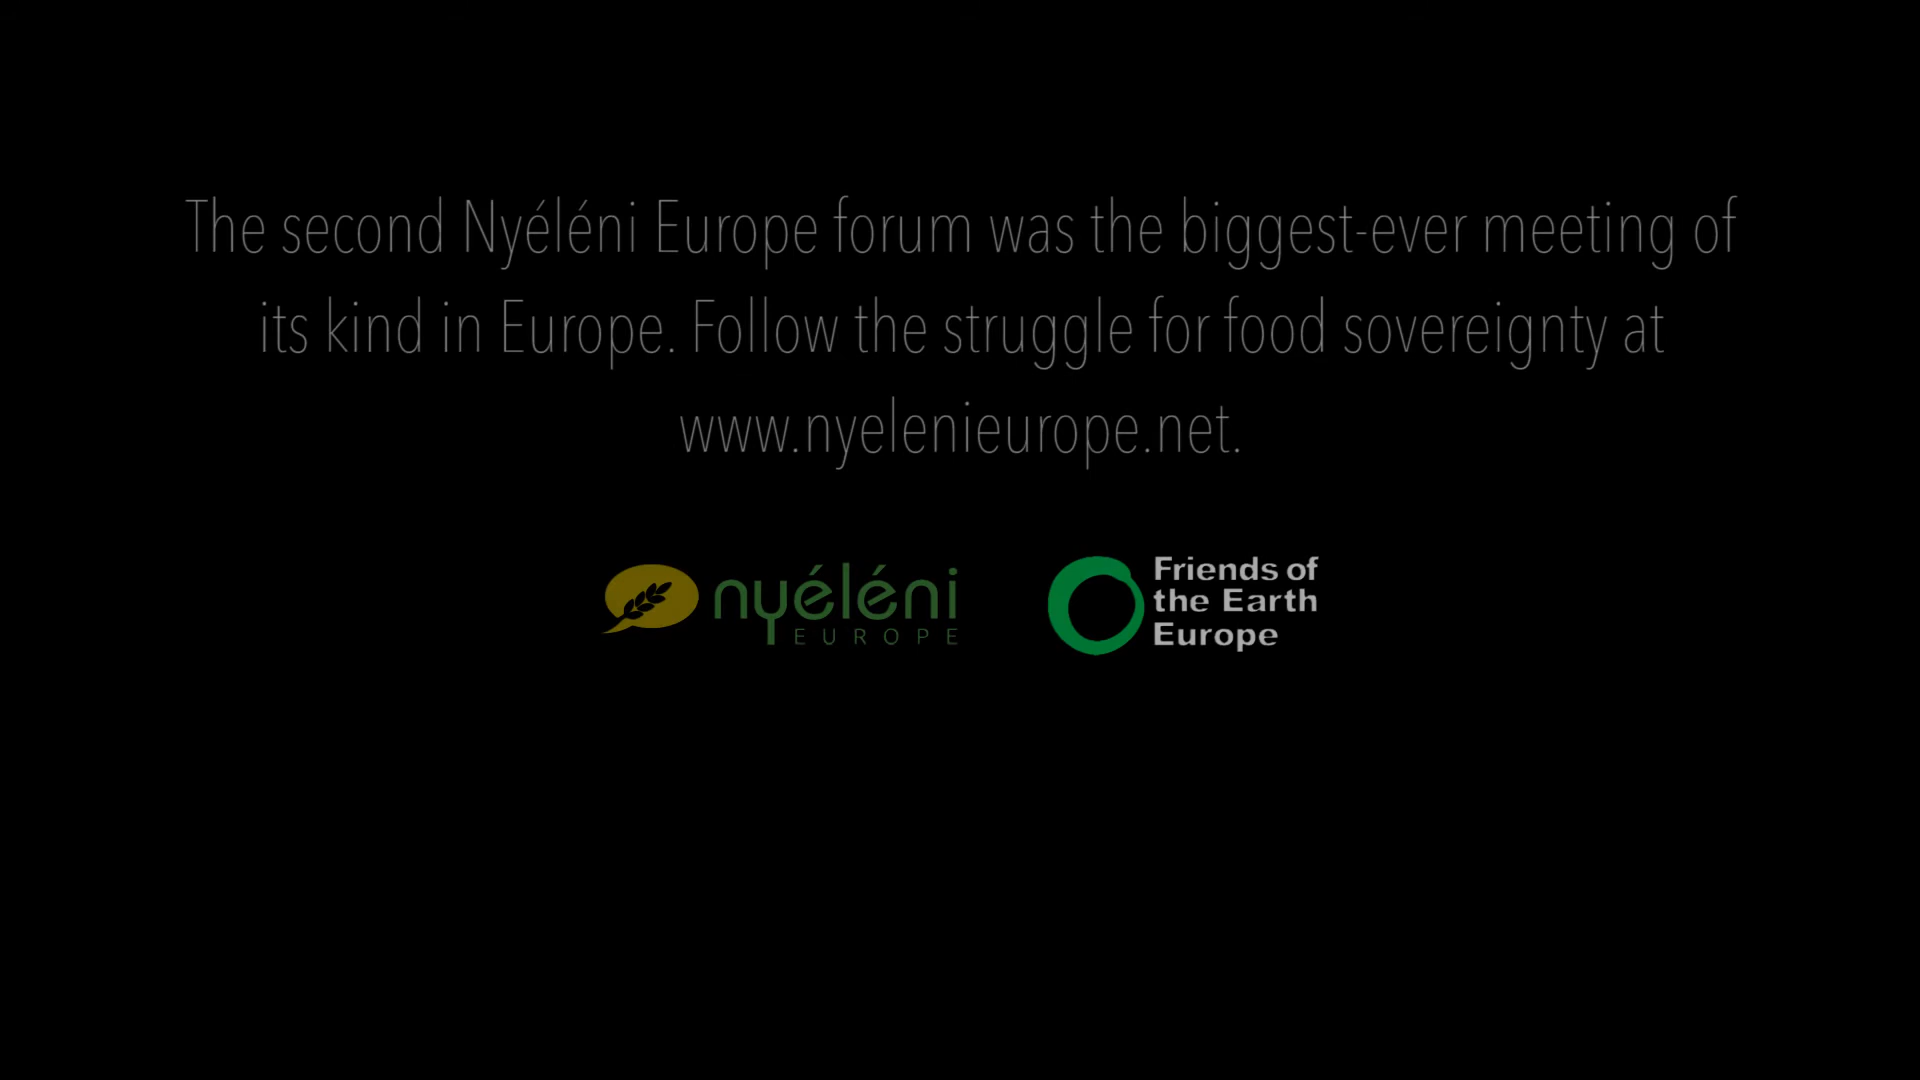 The second Nyéléni Europe forum was the biggest-ever meeting of
its kind in Europe. Follow the struggle for food sovereignty at
www.nyelenieurope.net.
nyéléni
EUROPE
Friends of
the Earth
Europe